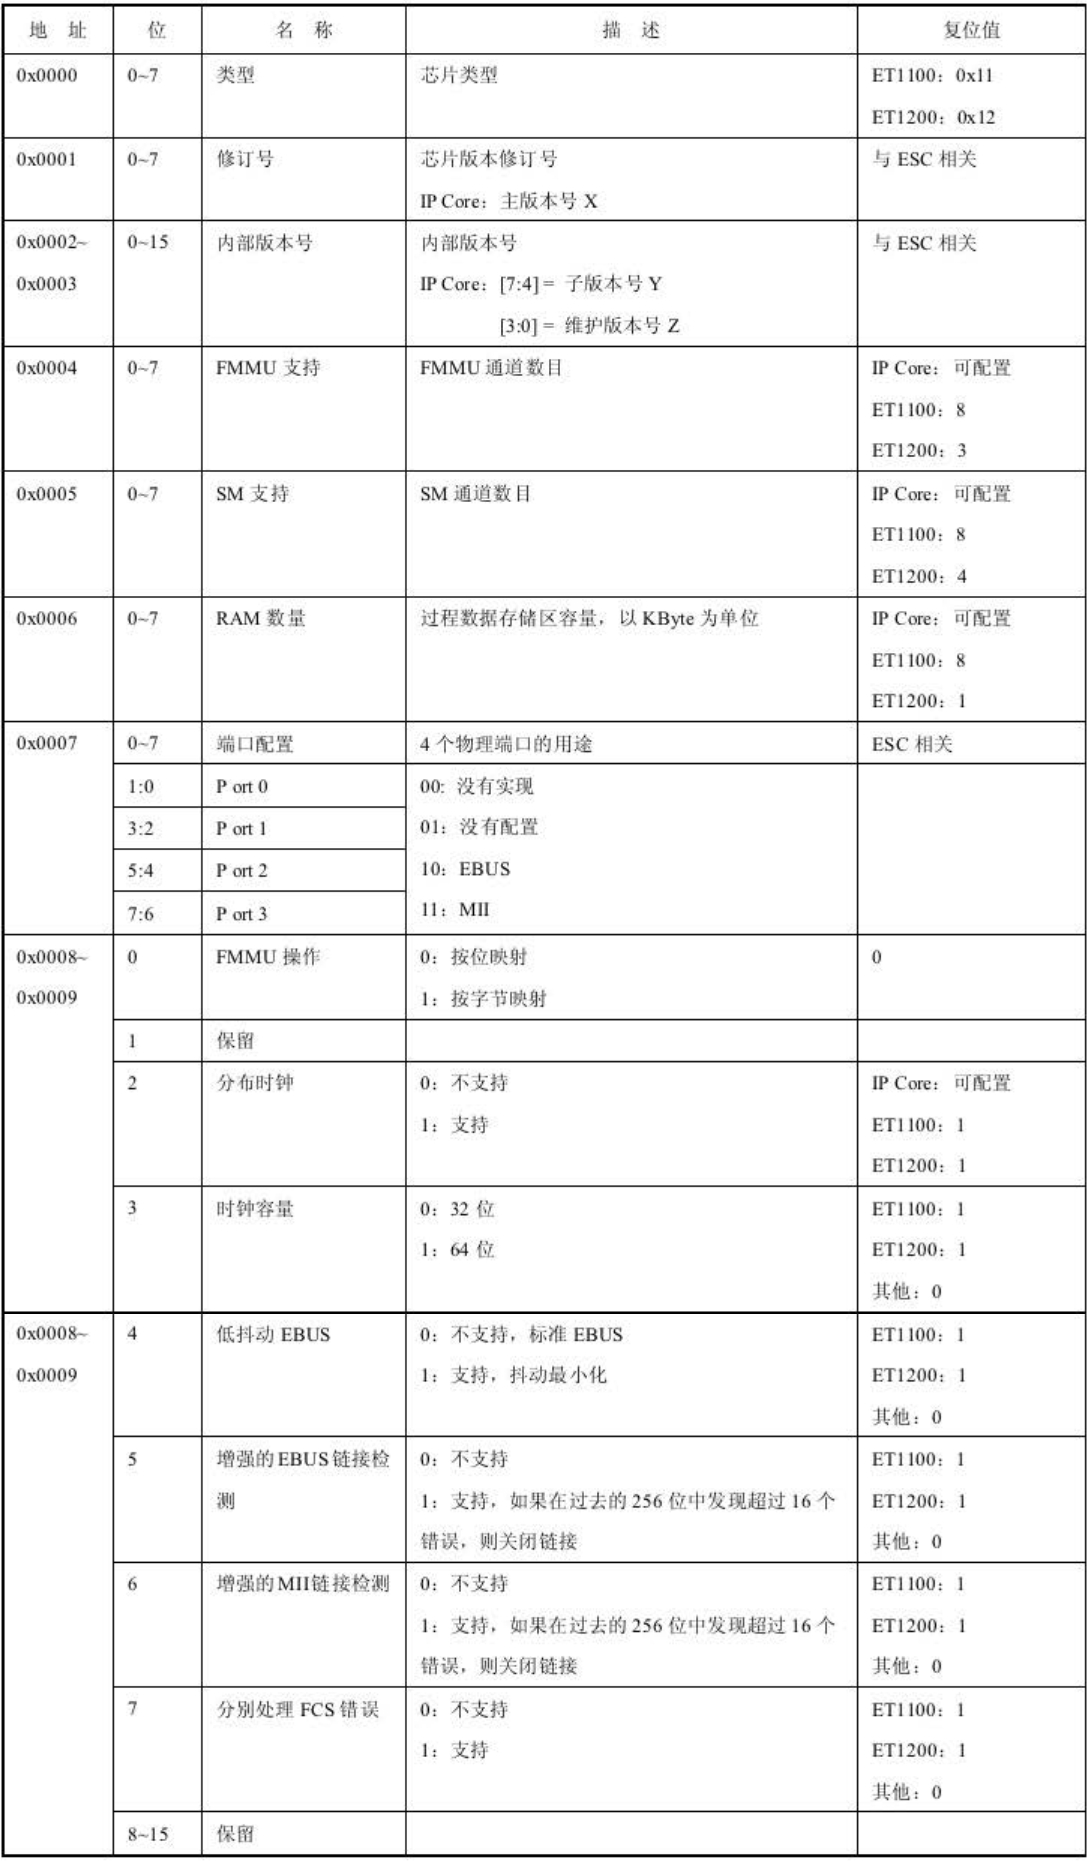 地 址 位 名 称 描 述 复位值
0x0000 0~7 类型 芯片类型 ET1100：0x11
ET1200：0x12
0x0001 0~7 修订号 芯片版本修订号 与 ESC 相关
IP Core：主版本号 X
0x0002~ 0~15 内部版本号 内部版本号 与 ESC 相关
0x0003 IP Core：[7:4] = 子版本号 Y
[3:0] = 维护版本号 Z
0x0004 0~7 FMMU 支持 FMMU 通道数目 IP Core：可配置
ET1100：8
ET1200：3
0x0005 0~7 SM 支持 SM 通道数目 IP Core：可配置
ET1100：8
ET1200：4
0x0006 0~7 RAM 数量 过程数据存储区容量，以 KByte 为单位 IP Core：可配置
ET1100：8
ET1200：1
0x0007 0~7 端口配置 4 个物理端口的用途 ESC 相关
1:0 Port 0 00: 没有实现
3:2 Port 1 01：没有配置
5:4 Port 2 10：EBUS
7:6 Port 3 11：MII
0x0008~ 0 FMMU 操作 0：按位映射 0
0x0009 1：按字节映射
1 保留
2 分布时钟 0：不支持 IP Core：可配置
1：支持 ET1100：1
ET1200：1
3 时钟容量 0：32 位 ET1100：1
1：64 位 ET1200：1
其他：0
0x0008~ 4 低抖动 EBUS 0：不支持，标准 EBUS ET1100：1
0x0009 1：支持，抖动最小化 ET1200：1
其他：0
5 增强的 EBUS 链接检 0：不支持 ET1100：1
测 1：支持，如果在过去的 256 位中发现超过 16 个 ET1200：1
错误，则关闭链接 其他：0
6 增强的 MII 链接检测 0：不支持 ET1100：1
1：支持，如果在过去的 256 位中发现超过 16 个 ET1200：1
错误，则关闭链接 其他：0
7 分别处理 FCS 错误 0：不支持 ET1100：1
1：支持 ET1200：1
其他：0
8~15 保留